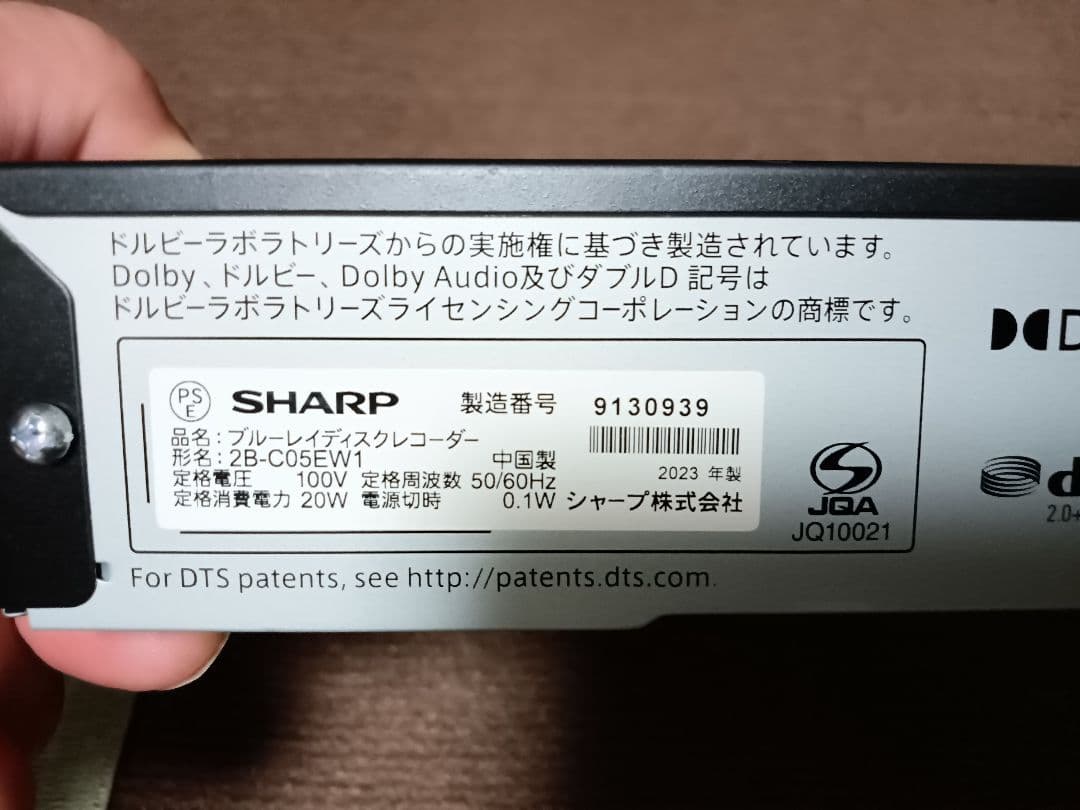 ドルビーラボラトリーズからの実施権に基づき製造されています。
Dolby、ドルビー、Dolby Audio及びダブルD 記号は
ドルビーラボラトリーズライセンシングコーポレーションの商標です。
PS
E
SHARP
製造番号 9130939
品名：ブルーレイディスクレコーダー
形名：2B-C05EW1 中国製
2023 年製
定格電圧 100V 定格周波数 50/60Hz
定格消費電力 20W 電源切時 0.1W シャープ株式会社
JQA
JQ10021
2.0+
For DTS patents, see http://patents.dts.com.